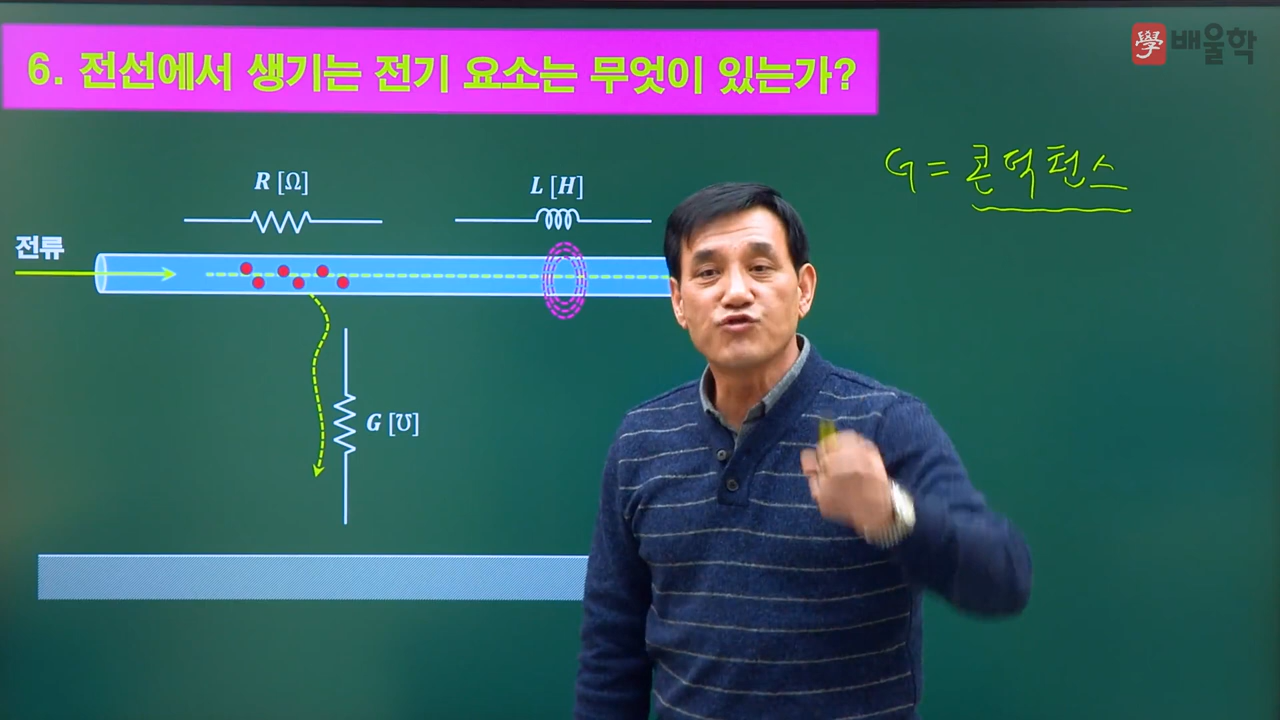 6. 전선에서 생기는 전기 요소는 무엇이 있는가?
學 배울학
G = 콘덕턴스
R [Ω]
L [H]
전류
G [℧]